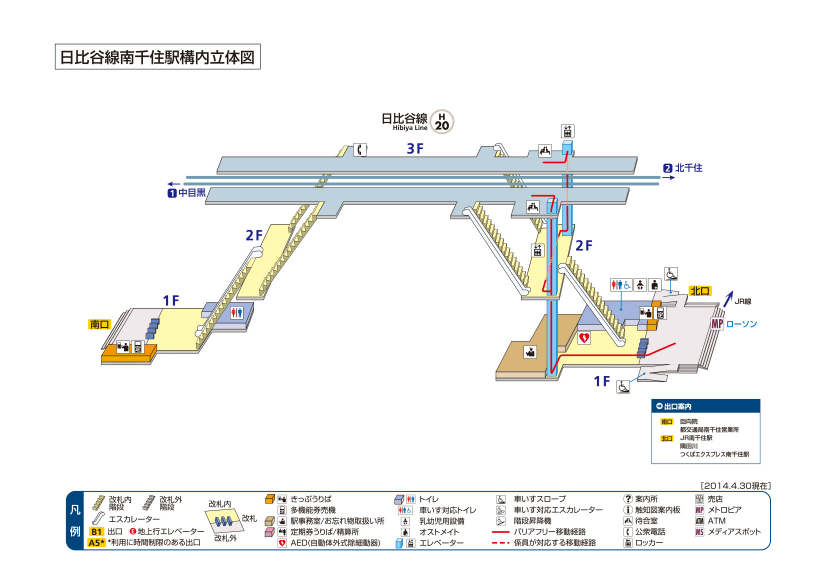 日比谷線南千住駅構内立体図
日比谷線
Hibiya Line
H
20
3F
2 北千住
1 中目黒
2F
2F
1F
南口
北口
JR線
MP ローソン
1F
出口案内
南口 回向院
都交通局南千住営業所
北口 JR南千住駅
隅田川
つくばエクスプレス南千住駅
[2014.4.30現在]
凡例
改札内階段
改札外階段
エスカレーター
B1 出口 E 地上行エレベーター
A5* *利用に時間制限のある出口
改札内
改札
改札外
きっぷうりば
多機能券売機
駅事務室/お忘れ物取扱い所
定期券うりば/精算所
AED(自動体外式除細動器)
トイレ
車いす対応トイレ
乳幼児用設備
オストメイト
エレベーター
車いすスロープ
車いす対応エスカレーター
階段昇降機
バリアフリー移動経路
係員が対応する移動経路
? 案内所
i 触知図案内板
待合室
公衆電話
ロッカー
売店
MP メトロピア
ATM ATM
MS メディアスポット